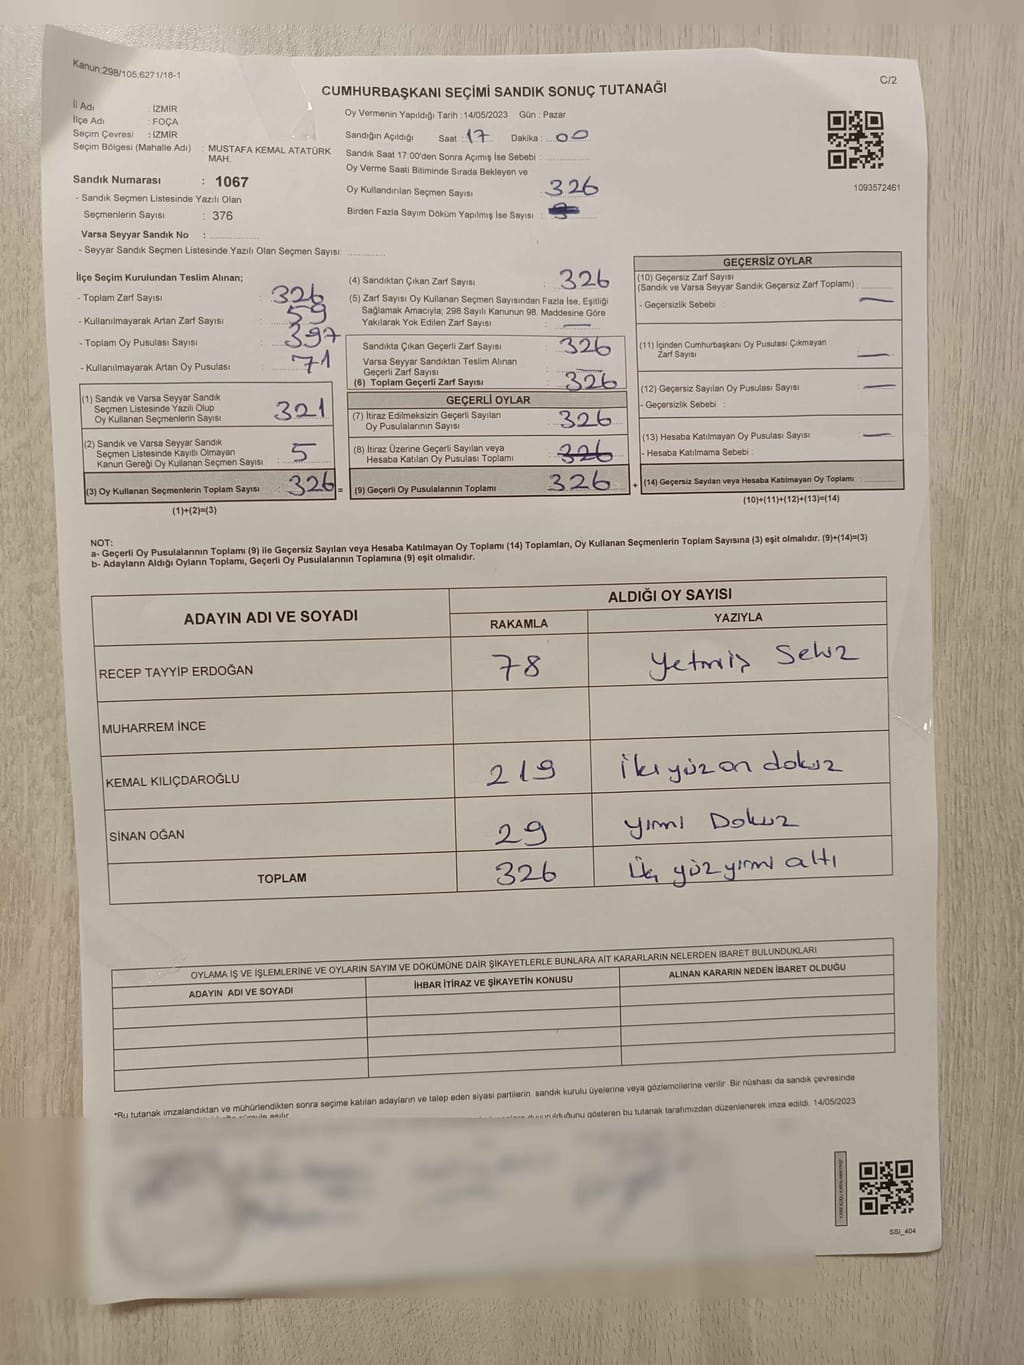 Kanun;298/105;6271/18-1
C/2
CUMHURBAŞKANI SEÇİMİ SANDIK SONUÇ TUTANAĞI
İl Adı : İZMİR
İlçe Adı : FOÇA
Seçim Çevresi : İZMİR
Seçim Bölgesi (Mahalle Adı) : MUSTAFA KEMAL ATATÜRK
MAH.
Sandık Numarası : 1067
- Sandık Seçmen Listesinde Yazılı Olan
Seçmenlerin Sayısı : 376
Varsa Seyyar Sandık No :
- Seyyar Sandık Seçmen Listesinde Yazılı Olan Seçmen Sayısı:
Oy Vermenin Yapıldığı Tarih : 14/05/2023 Gün : Pazar
Sandığın Açıldığı Saat : 17 Dakika : 00
Sandık Saat 17:00'den Sonra Açımış İse Sebebi :
Oy Verme Saati Bitiminde Sırada Bekleyen ve
Oy Kullandırılan Seçmen Sayısı 326
Birden Fazla Sayım Döküm Yapılmış İse Sayısı :
1093572461
İlçe Seçim Kurulundan Teslim Alınan;
- Toplam Zarf Sayısı : 326
- Kullanılmayarak Artan Zarf Sayısı : 59
- Toplam Oy Pusulası Sayısı : 397
- Kullanılmayarak Artan Oy Pusulası : 71
(1) Sandık ve Varsa Seyyar Sandık
Seçmen Listesinde Yazılı Olup
Oy Kullanan Seçmenlerin Sayısı 321
(2) Sandık ve Varsa Seyyar Sandık
Seçmen Listesinde Kayıtlı Olmayan
Kanun Gereği Oy Kullanan Seçmen Sayısı : 5
(3) Oy Kullanan Seçmenlerin Toplam Sayısı : 326 =
(1)+(2)=(3)
(4) Sandıktan Çıkan Zarf Sayısı : 326
(5) Zarf Sayısı Oy Kullanan Seçmen Sayısından Fazla İse, Eşitliği
Sağlamak Amacıyla; 298 Sayılı Kanunun 98. Maddesine Göre
Yakılarak Yok Edilen Zarf Sayısı : —
Sandıkta Çıkan Geçerli Zarf Sayısı : 326
Varsa Seyyar Sandıktan Teslim Alınan
Geçerli Zarf Sayısı : —
(6) Toplam Geçerli Zarf Sayısı : 326
GEÇERLİ OYLAR
(7) İtiraz Edilmeksizin Geçerli Sayılan
Oy Pusulalarının Sayısı : 326
(8) İtiraz Üzerine Geçerli Sayılan veya
Hesaba Katılan Oy Pusulası Toplamı : 326
(9) Geçerli Oy Pusulalarının Toplamı : 326 +
GEÇERSİZ OYLAR
(10) Geçersiz Zarf Sayısı
(Sandık ve Varsa Seyyar Sandık Geçersiz Zarf Toplamı) :
- Geçersizlik Sebebi : —
(11) İçinden Cumhurbaşkanı Oy Pusulası Çıkmayan
Zarf Sayısı : —
(12) Geçersiz Sayılan Oy Pusulası Sayısı : —
- Geçersizlik Sebebi :
(13) Hesaba Katılmayan Oy Pusulası Sayısı : —
- Hesaba Katılmama Sebebi :
(14) Geçersiz Sayılan veya Hesaba Katılmayan Oy Toplamı :
(10)+(11)+(12)+(13)=(14)
NOT:
a- Geçerli Oy Pusulalarının Toplamı (9) ile Geçersiz Sayılan veya Hesaba Katılmayan Oy Toplamı (14) Toplamları, Oy Kullanan Seçmenlerin Toplam Sayısına (3) eşit olmalıdır. (9)+(14)=(3)
b- Adayların Aldığı Oyların Toplamı, Geçerli Oy Pusulalarının Toplamına (9) eşit olmalıdır.
ADAYIN ADI VE SOYADI ALDIĞI OY SAYISI
RAKAMLA YAZIYLA
RECEP TAYYİP ERDOĞAN 78 Yetmiş Sekiz
MUHARREM İNCE
KEMAL KILIÇDAROĞLU 219 İki yüz on dokuz
SİNAN OĞAN 29 yirmi Dokuz
TOPLAM 326 üç yüz yirmi altı
OYLAMA İŞ VE İŞLEMLERİNE VE OYLARIN SAYIM VE DÖKÜMÜNE DAİR ŞİKAYETLERLE BUNLARA AİT KARARLARIN NELERDEN İBARET BULUNDUKLARI
ADAYIN ADI VE SOYADI İHBAR İTİRAZ VE ŞİKAYETİN KONUSU ALINAN KARARIN NEDEN İBARET OLDUĞU
*Bu tutanak imzalandıktan ve mühürlendikten sonra seçime katılan adayların ve talep eden siyasi partilerin sandık kurulu üyelerine veya gözlemcilerine verilir. Bir nüshası da sandık çevresinde
duyurulduğunu gösteren bu tutanak tarafımızdan düzenlenerek imza edildi. 14/05/2023
SSI_404